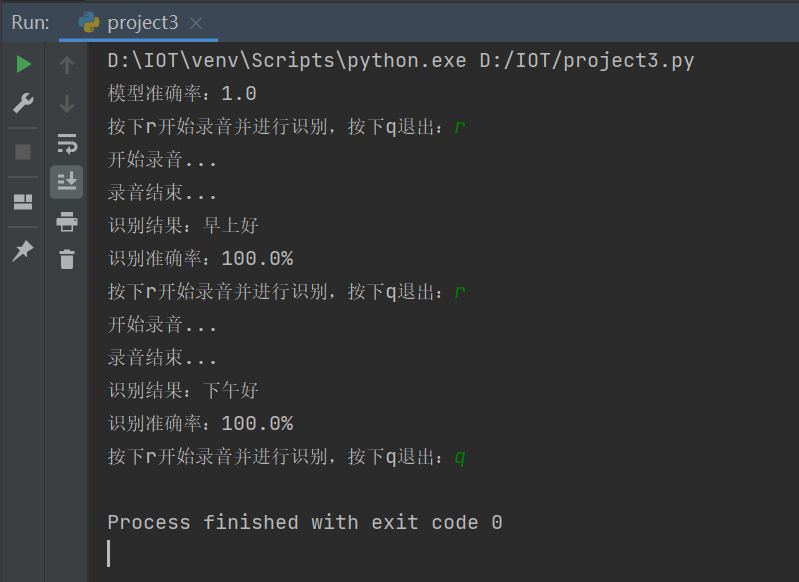 Run: project3
D:\IOT\venv\Scripts\python.exe D:/IOT/project3.py
模型准确率：1.0
按下r开始录音并进行识别，按下q退出：r
开始录音...
录音结束...
识别结果：早上好
识别准确率：100.0%
按下r开始录音并进行识别，按下q退出：r
开始录音...
录音结束...
识别结果：下午好
识别准确率：100.0%
按下r开始录音并进行识别，按下q退出：q
Process finished with exit code 0